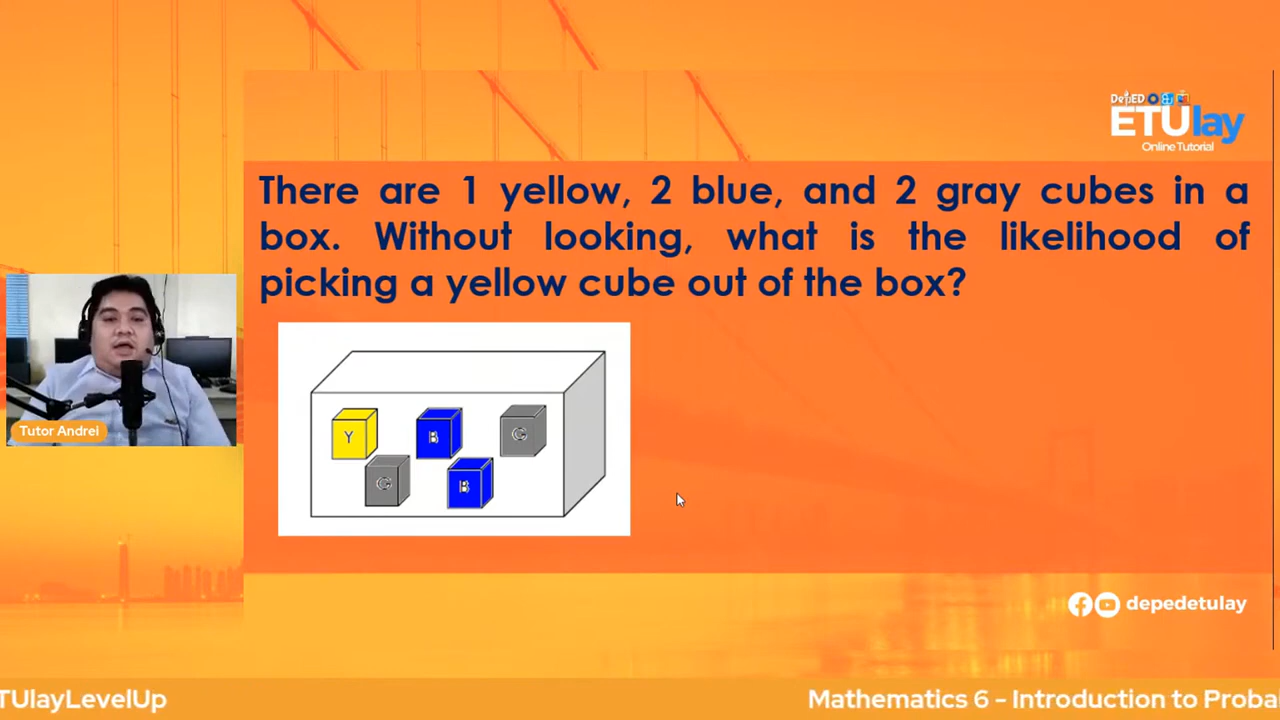 DepED
ETUlay
Online Tutorial
There are 1 yellow, 2 blue, and 2 gray cubes in a
box. Without looking, what is the likelihood of
picking a yellow cube out of the box?
Y
B
G
G
B
Tutor Andrei
depedetulay
TUlayLevelUp
Mathematics 6 - Introduction to Proba